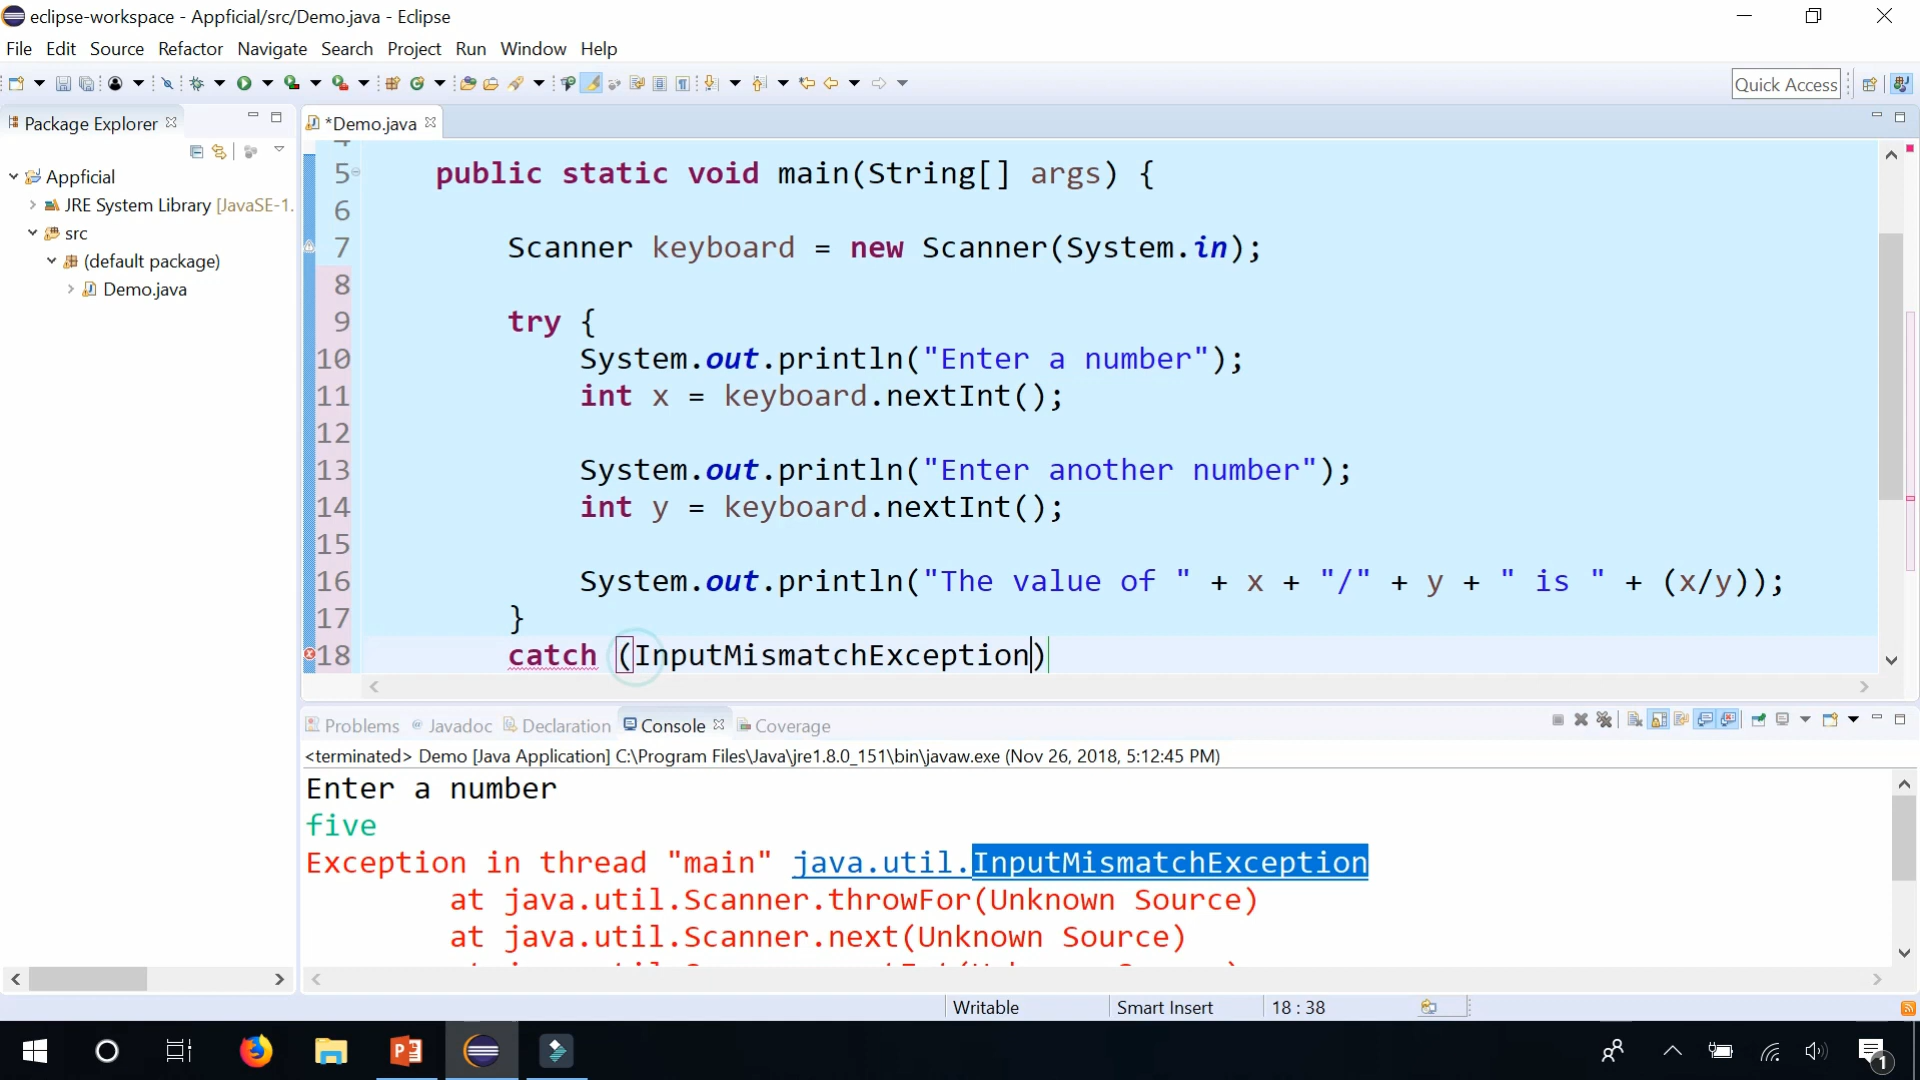 eclipse-workspace - Appficial/src/Demo.java - Eclipse
File Edit Source Refactor Navigate Search Project Run Window Help
Quick Access
Package Explorer
*Demo.java
Appficial
JRE System Library [JavaSE-1.
src
(default package)
Demo.java
5 public static void main(String[] args) {
6
7 Scanner keyboard = new Scanner(System.in);
8
9 try {
10 System.out.println("Enter a number");
11 int x = keyboard.nextInt();
12
13 System.out.println("Enter another number");
14 int y = keyboard.nextInt();
15
16 System.out.println("The value of " + x + "/" + y + " is " + (x/y));
17 }
18 catch (InputMismatchException)
Problems Javadoc Declaration Console Coverage
<terminated> Demo [Java Application] C:\Program Files\Java\jre1.8.0_151\bin\javaw.exe (Nov 26, 2018, 5:12:45 PM)
Enter a number
five
Exception in thread "main" java.util.InputMismatchException
at java.util.Scanner.throwFor(Unknown Source)
at java.util.Scanner.next(Unknown Source)
Writable Smart Insert 18 : 38
1